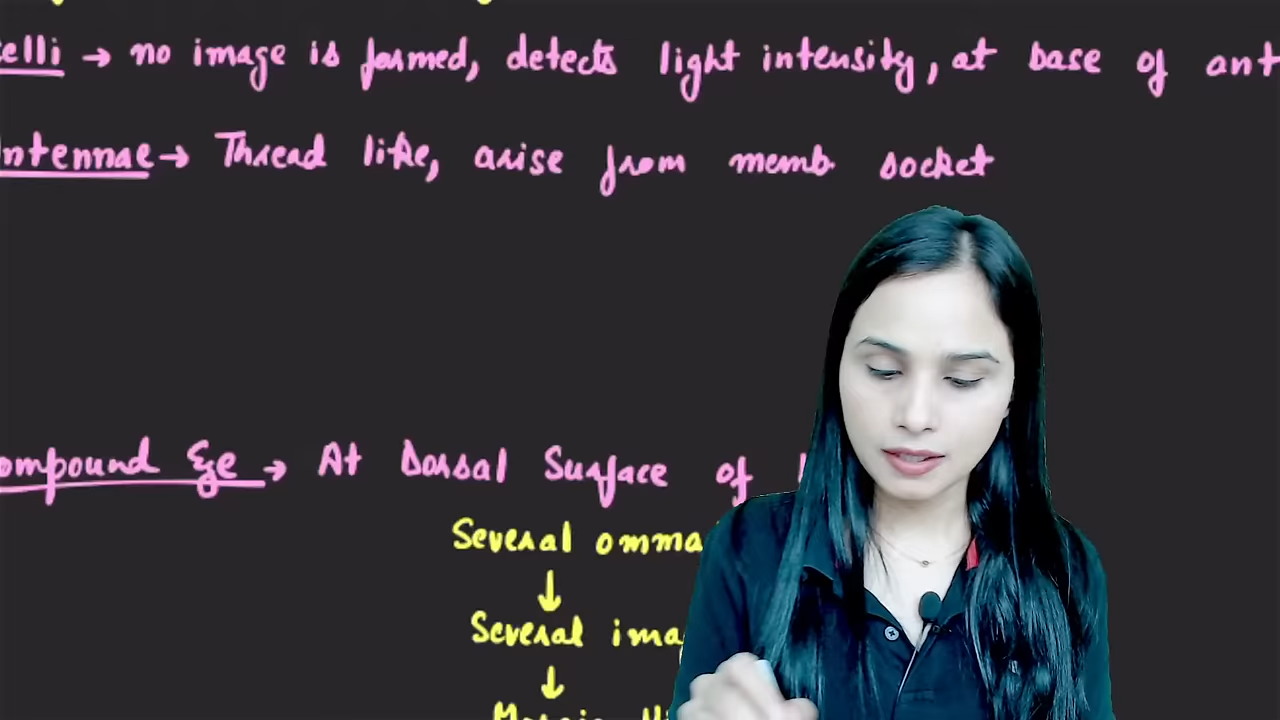 elli → no image is formed, detects light intensity, at base of ant
ntennae → Thread like, arise from memb. socket
ompound Eye → At Dorsal Surface of
Several omma
↓
Several ima
↓
Mosaic